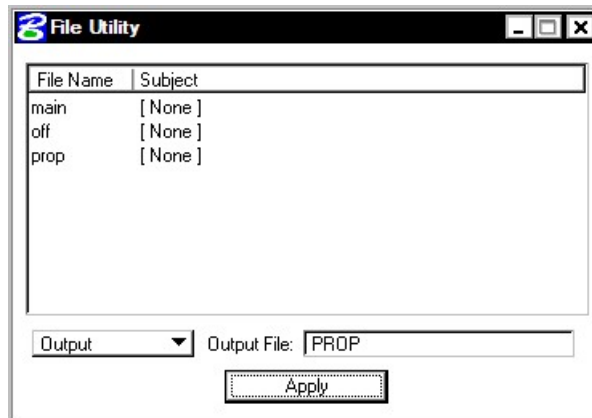 File Utility
File Name Subject
main [ None ]
off [ None ]
prop [ None ]
Output Output File: PROP
Apply